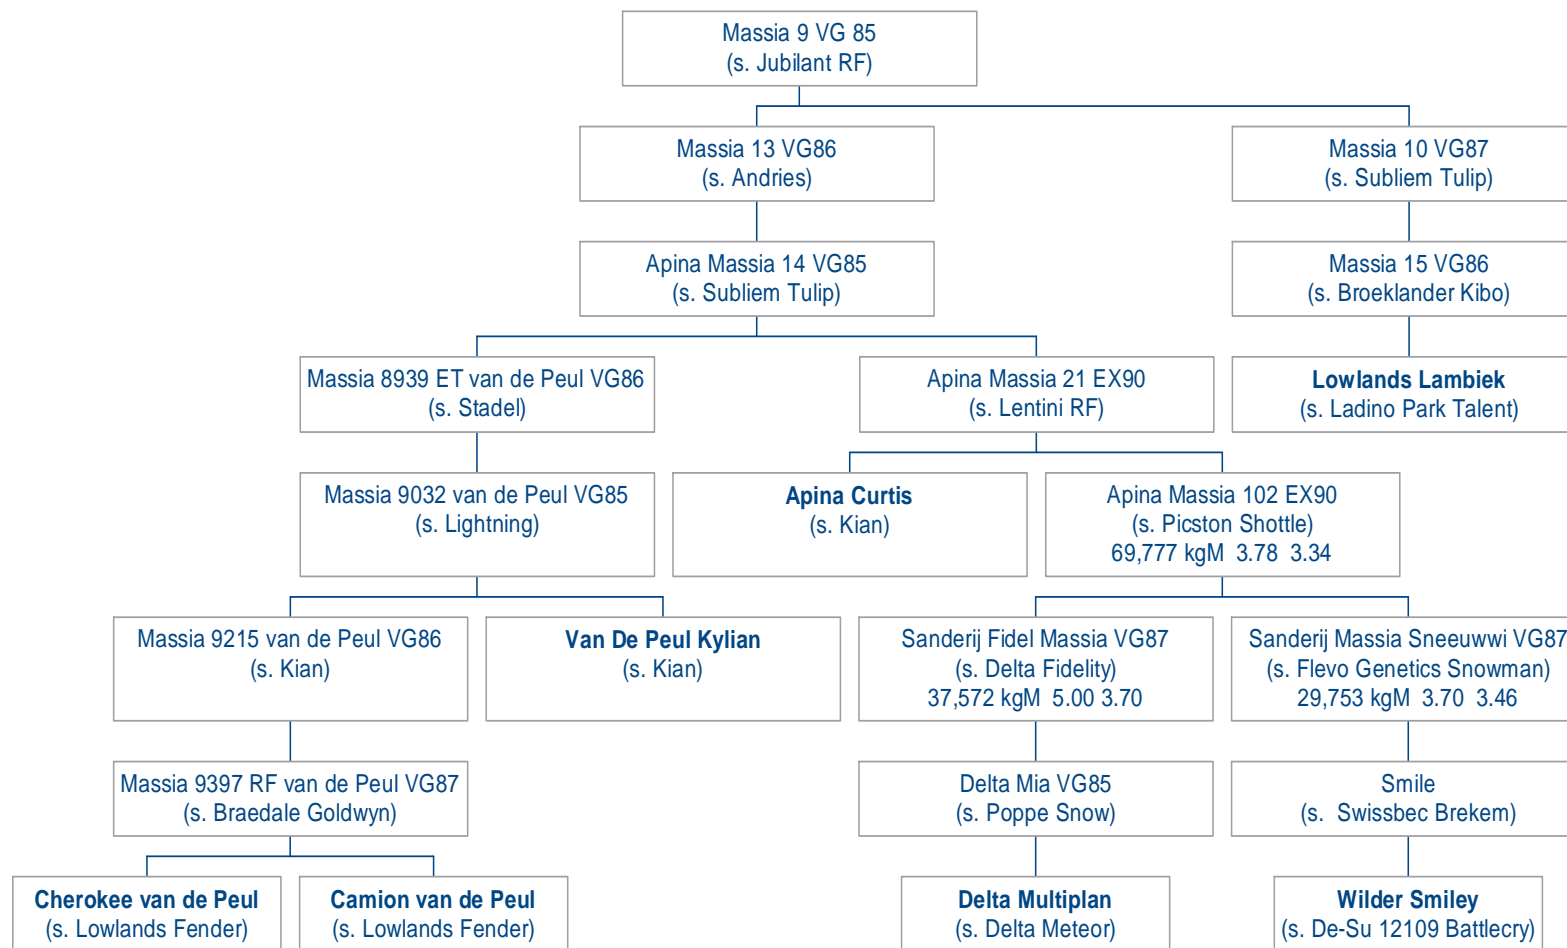 Massia 9 VG 85
(s. Jubilant RF)
Massia 13 VG86
(s. Andries)
Massia 10 VG87
(s. Subliem Tulip)
Apina Massia 14 VG85
(s. Subliem Tulip)
Massia 15 VG86
(s. Broeklander Kibo)
Massia 8939 ET van de Peul VG86
(s. Stadel)
Apina Massia 21 EX90
(s. Lentini RF)
Lowlands Lambiek
(s. Ladino Park Talent)
Massia 9032 van de Peul VG85
(s. Lightning)
Apina Curtis
(s. Kian)
Apina Massia 102 EX90
(s. Picston Shottle)
69,777 kgM 3.78 3.34
Massia 9215 van de Peul VG86
(s. Kian)
Van De Peul Kylian
(s. Kian)
Sanderij Fidel Massia VG87
(s. Delta Fidelity)
37,572 kgM 5.00 3.70
Sanderij Massia Sneeuwwi VG87
(s. Flevo Genetics Snowman)
29,753 kgM 3.70 3.46
Massia 9397 RF van de Peul VG87
(s. Braedale Goldwyn)
Delta Mia VG85
(s. Poppe Snow)
Smile
(s. Swissbec Brekem)
Cherokee van de Peul
(s. Lowlands Fender)
Camion van de Peul
(s. Lowlands Fender)
Delta Multiplan
(s. Delta Meteor)
Wilder Smiley
(s. De-Su 12109 Battlecry)